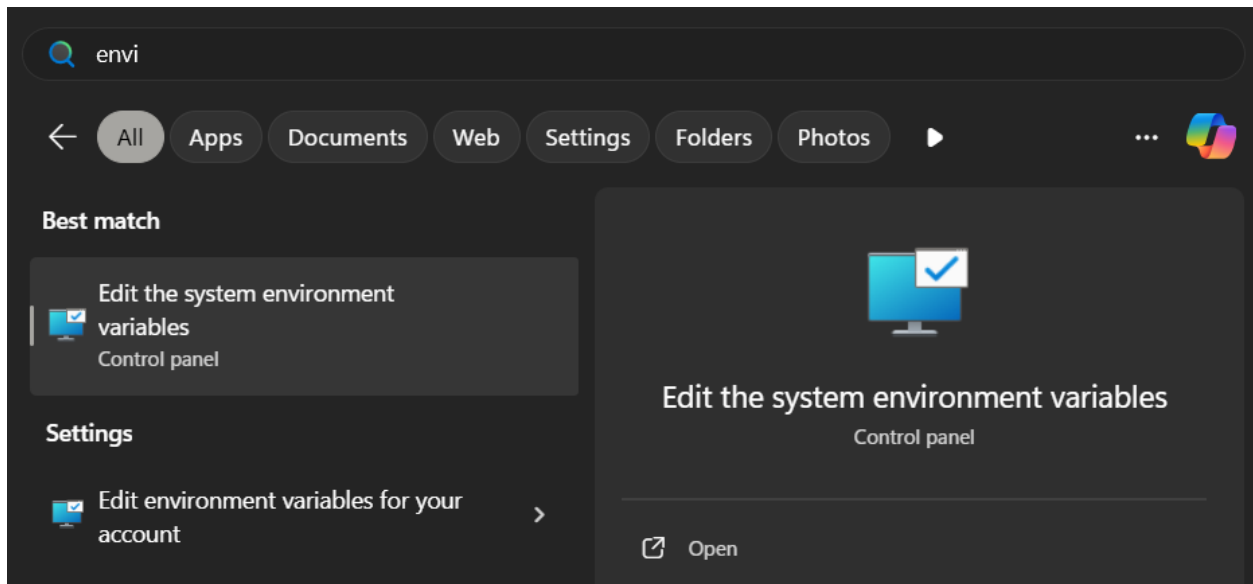 envi
All Apps Documents Web Settings Folders Photos
Best match
Edit the system environment
variables
Control panel
Settings
Edit environment variables for your
account
Edit the system environment variables
Control panel
Open